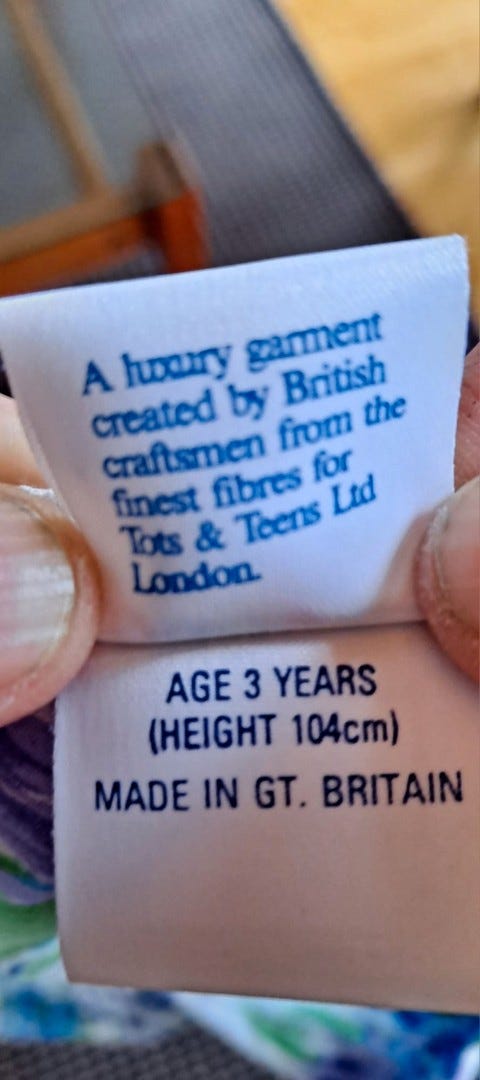 A luxury garment
created by British
craftsmen from the
finest fibres for
Tots & Teens Ltd
London.
AGE 3 YEARS
(HEIGHT 104cm)
MADE IN GT. BRITAIN